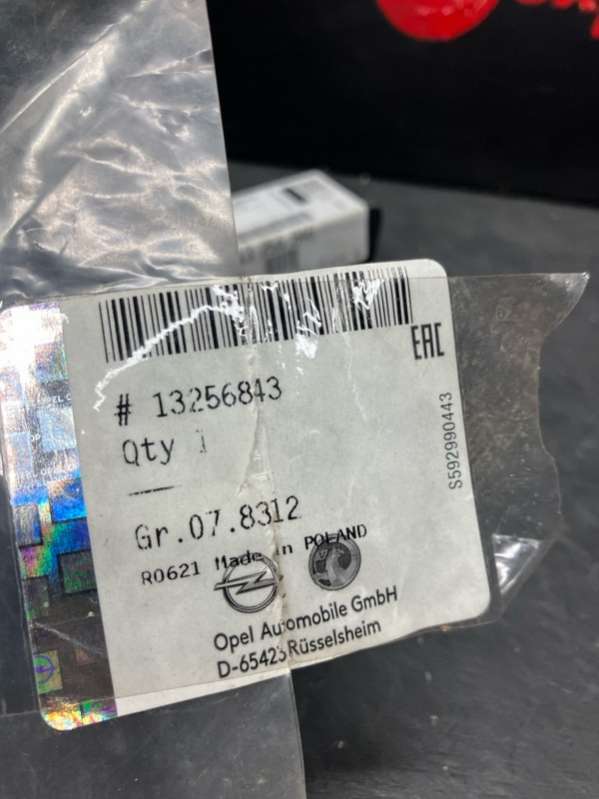 EAC
# 13256843
Qty 1
S592990443
Gr.07.8312
R0621 Made in POLAND
Opel Automobile GmbH
D-65423 Rüsselsheim